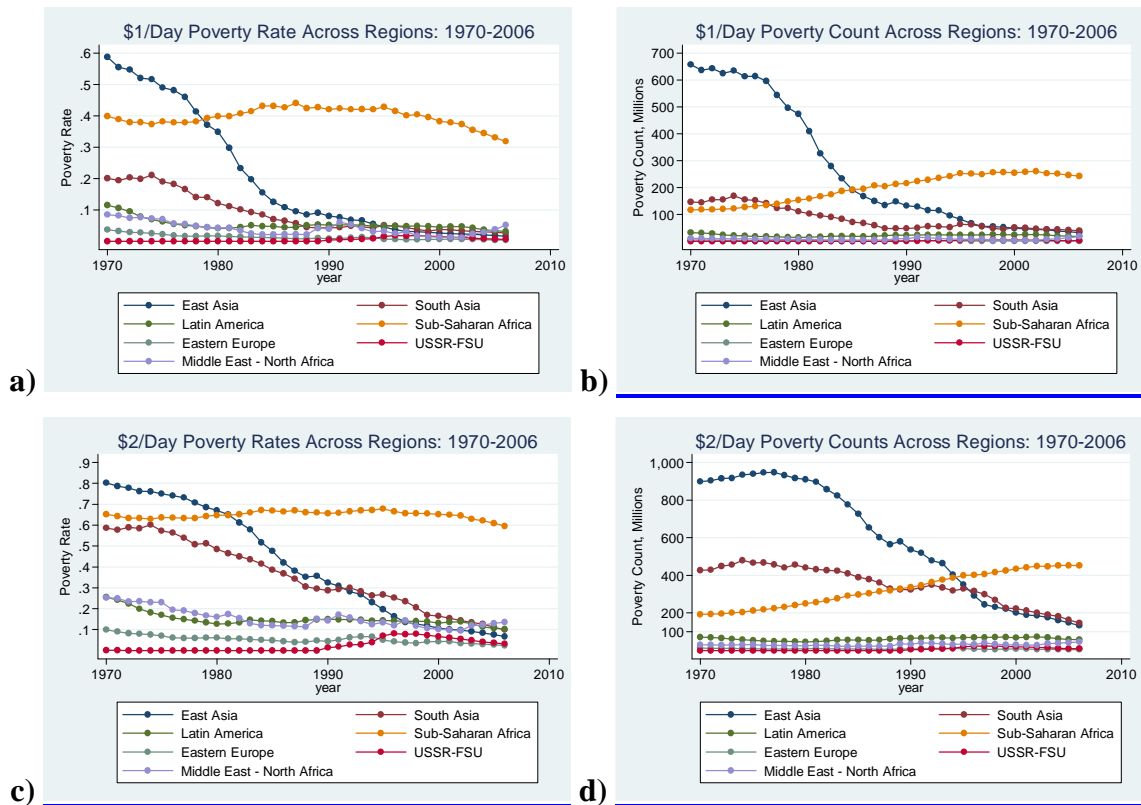 $1/Day Poverty Rate Across Regions: 1970-2006
.6
.5
.4
.3
.2
.1
Poverty Rate
1970 1980 1990 2000 2010
year
East Asia South Asia
Latin America Sub-Saharan Africa
Eastern Europe USSR-FSU
Middle East - North Africa
a)
$1/Day Poverty Count Across Regions: 1970-2006
700
600
500
400
300
200
100
Poverty Count, Millions
1970 1980 1990 2000 2010
year
East Asia South Asia
Latin America Sub-Saharan Africa
Eastern Europe USSR-FSU
Middle East - North Africa
b)
$2/Day Poverty Rates Across Regions: 1970-2006
.9
.8
.7
.6
.5
.4
.3
.2
.1
Poverty Rate
1970 1980 1990 2000 2010
year
East Asia South Asia
Latin America Sub-Saharan Africa
Eastern Europe USSR-FSU
Middle East - North Africa
c)
$2/Day Poverty Counts Across Regions: 1970-2006
1,000
800
600
400
200
100
Poverty Count, Millions
1970 1980 1990 2000 2010
year
East Asia South Asia
Latin America Sub-Saharan Africa
Eastern Europe USSR-FSU
Middle East - North Africa
d)